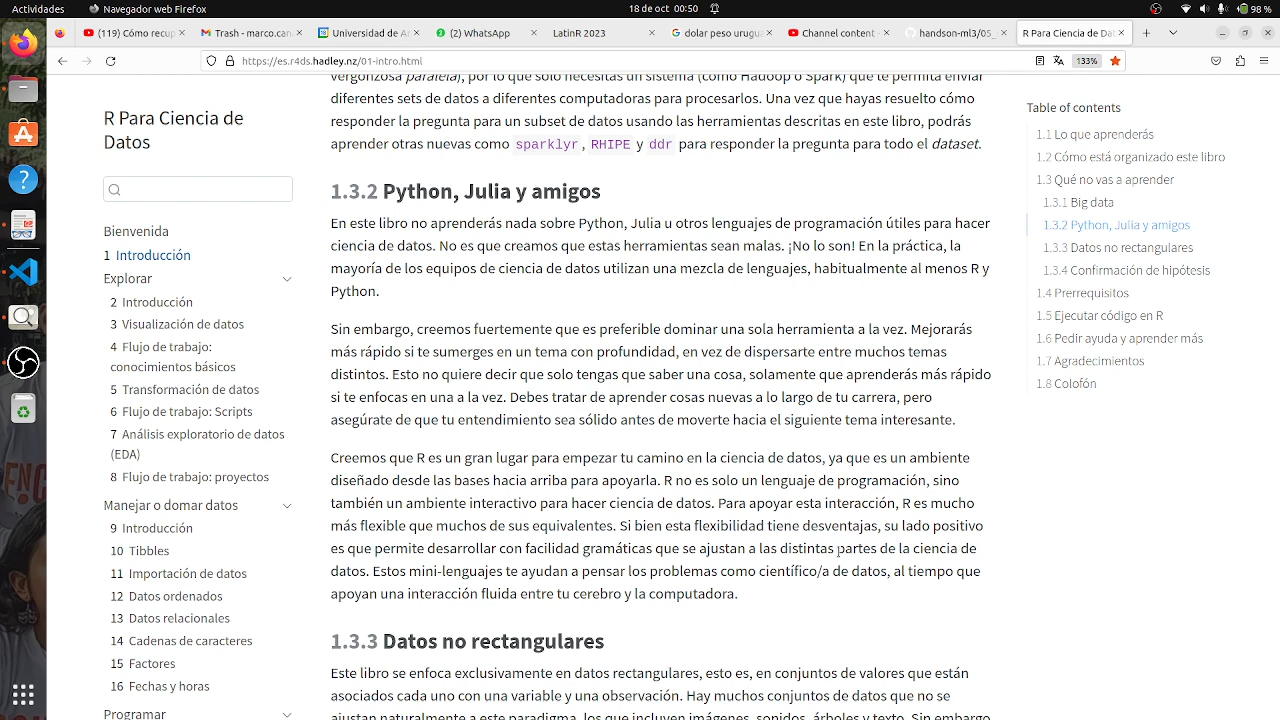 Actividades
Navegador web Firefox
18 de oct 00:50
98 %
(119) Cómo recup
Trash - marco.can
Universidad de Ar
(2) WhatsApp
LatinR 2023
dolar peso urugua
Channel content -
handson-ml3/05_
R Para Ciencia de Dat
https://es.r4ds.hadley.nz/01-intro.html
133%
R Para Ciencia de
Datos
Bienvenida
1 Introducción
Explorar
2 Introducción
3 Visualización de datos
4 Flujo de trabajo:
conocimientos básicos
5 Transformación de datos
6 Flujo de trabajo: Scripts
7 Análisis exploratorio de datos
(EDA)
8 Flujo de trabajo: proyectos
Manejar o domar datos
9 Introducción
10 Tibbles
11 Importación de datos
12 Datos ordenados
13 Datos relacionales
14 Cadenas de caracteres
15 Factores
16 Fechas y horas
Programar
vergonzosa paralela), por lo que solo necesitas un sistema (como Hadoop o Spark) que te permita enviar
diferentes sets de datos a diferentes computadoras para procesarlos. Una vez que hayas resuelto cómo
responder la pregunta para un subset de datos usando las herramientas descritas en este libro, podrás
aprender otras nuevas como sparklyr, RHIPE y ddr para responder la pregunta para todo el dataset.
1.3.2 Python, Julia y amigos
En este libro no aprenderás nada sobre Python, Julia u otros lenguajes de programación útiles para hacer
ciencia de datos. No es que creamos que estas herramientas sean malas. ¡No lo son! En la práctica, la
mayoría de los equipos de ciencia de datos utilizan una mezcla de lenguajes, habitualmente al menos R y
Python.
Sin embargo, creemos fuertemente que es preferible dominar una sola herramienta a la vez. Mejorarás
más rápido si te sumerges en un tema con profundidad, en vez de dispersarte entre muchos temas
distintos. Esto no quiere decir que solo tengas que saber una cosa, solamente que aprenderás más rápido
si te enfocas en una a la vez. Debes tratar de aprender cosas nuevas a lo largo de tu carrera, pero
asegúrate de que tu entendimiento sea sólido antes de moverte hacia el siguiente tema interesante.
Creemos que R es un gran lugar para empezar tu camino en la ciencia de datos, ya que es un ambiente
diseñado desde las bases hacia arriba para apoyarla. R no es solo un lenguaje de programación, sino
también un ambiente interactivo para hacer ciencia de datos. Para apoyar esta interacción, R es mucho
más flexible que muchos de sus equivalentes. Si bien esta flexibilidad tiene desventajas, su lado positivo
es que permite desarrollar con facilidad gramáticas que se ajustan a las distintas partes de la ciencia de
datos. Estos mini-lenguajes te ayudan a pensar los problemas como científico/a de datos, al tiempo que
apoyan una interacción fluida entre tu cerebro y la computadora.
1.3.3 Datos no rectangulares
Este libro se enfoca exclusivamente en datos rectangulares, esto es, en conjuntos de valores que están
asociados cada uno con una variable y una observación. Hay muchos conjuntos de datos que no se
ajustan naturalmente a este paradigma, los que incluyen imágenes, sonidos, árboles y texto. Sin embargo
Table of contents
1.1 Lo que aprenderás
1.2 Cómo está organizado este libro
1.3 Qué no vas a aprender
1.3.1 Big data
1.3.2 Python, Julia y amigos
1.3.3 Datos no rectangulares
1.3.4 Confirmación de hipótesis
1.4 Prerrequisitos
1.5 Ejecutar código en R
1.6 Pedir ayuda y aprender más
1.7 Agradecimientos
1.8 Colofón